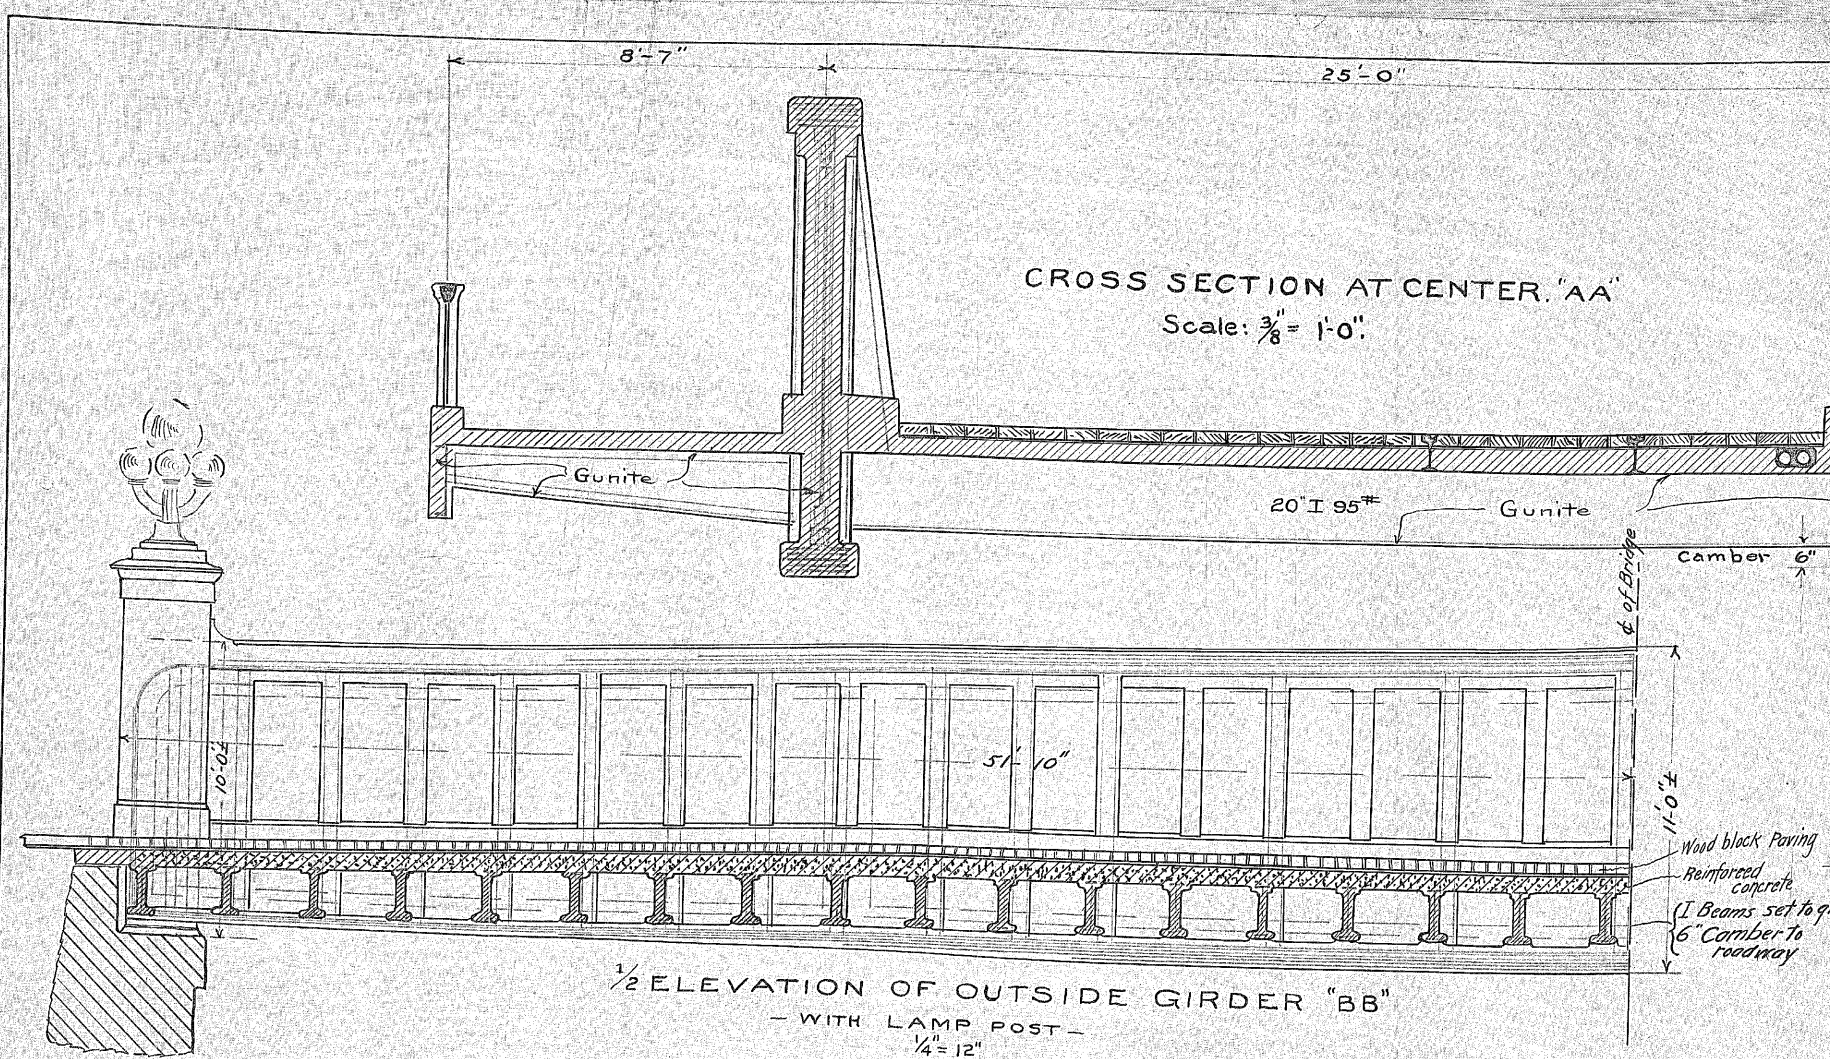 8'-7"
25'-0"
CROSS SECTION AT CENTER. "AA"
Scale: 3/8" = 1'-0".
Gunite
20" I 95#
Gunite
Camber 6"
℄ of Bridge
10'-0±
51'-10"
11'-0"±
Wood block Paving
Reinforced
concrete
I Beams set to
6" Camber to
roadway
1/2 ELEVATION OF OUTSIDE GIRDER "BB"
- WITH LAMP POST -
1/4" = 12"